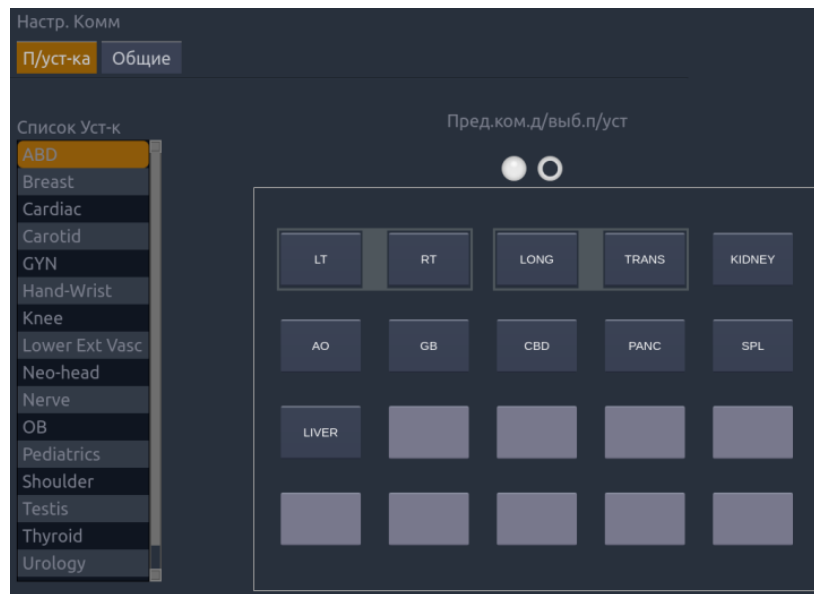 Настр. Комм
П/уст-ка Общие
Список Уст-к
Пред.ком.д/выб.п/уст
ABD
Breast
Cardiac
Carotid
GYN
Hand-Wrist
Knee
Lower Ext Vasc
Neo-head
Nerve
OB
Pediatrics
Shoulder
Testis
Thyroid
Urology
LT RT LONG TRANS KIDNEY
AO GB CBD PANC SPL
LIVER